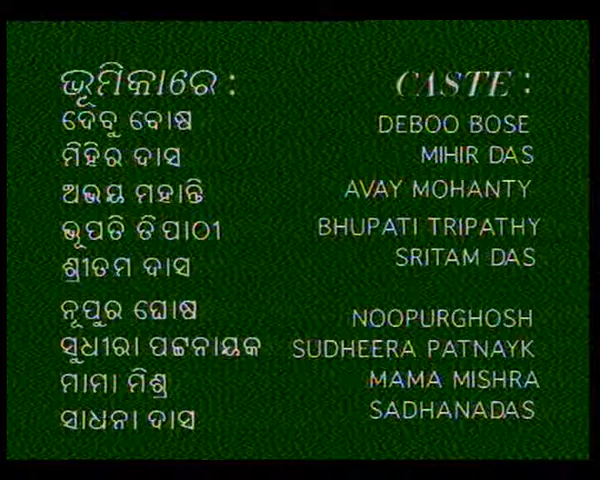 ଭୂମିକାରେ : CASTE :
ଦେବୁ ବୋଷ DEBOO BOSE
ମିହିର ଦାସ MIHIR DAS
ଅଭୟ ମହାନ୍ତି AVAY MOHANTY
ଭୂପତି ତିପାଠୀ BHUPATI TRIPATHY
ଶ୍ରୀତମ ଦାସ SRITAM DAS
ନୂପୁର ଘୋଷ NOOPURGHOSH
ସୁଧୀରା ପଟ୍ଟନାୟକ SUDHEERA PATNAYK
ମାମା ମିଶ୍ର MAMA MISHRA
ସାଧନା ଦାସ SADHANADAS